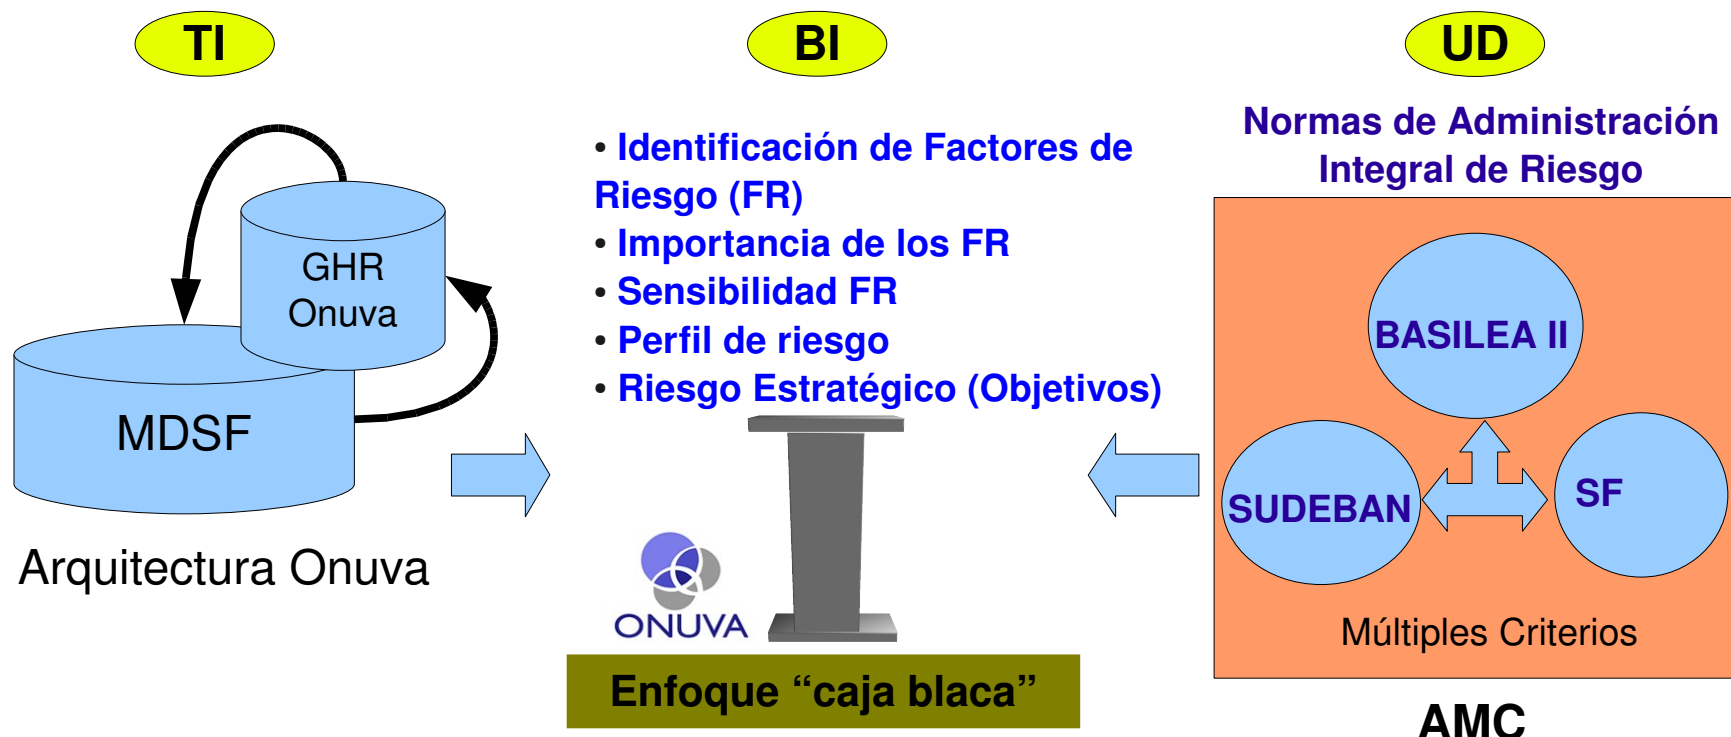 TI
GHR
Onuva
MDSF
Arquitectura Onuva
BI
• Identificación de Factores de
Riesgo (FR)
• Importancia de los FR
• Sensibilidad FR
• Perfil de riesgo
• Riesgo Estratégico (Objetivos)
ONUVA
Enfoque “caja blaca”
UD
Normas de Administración
Integral de Riesgo
BASILEA II
SUDEBAN
SF
Múltiples Criterios
AMC